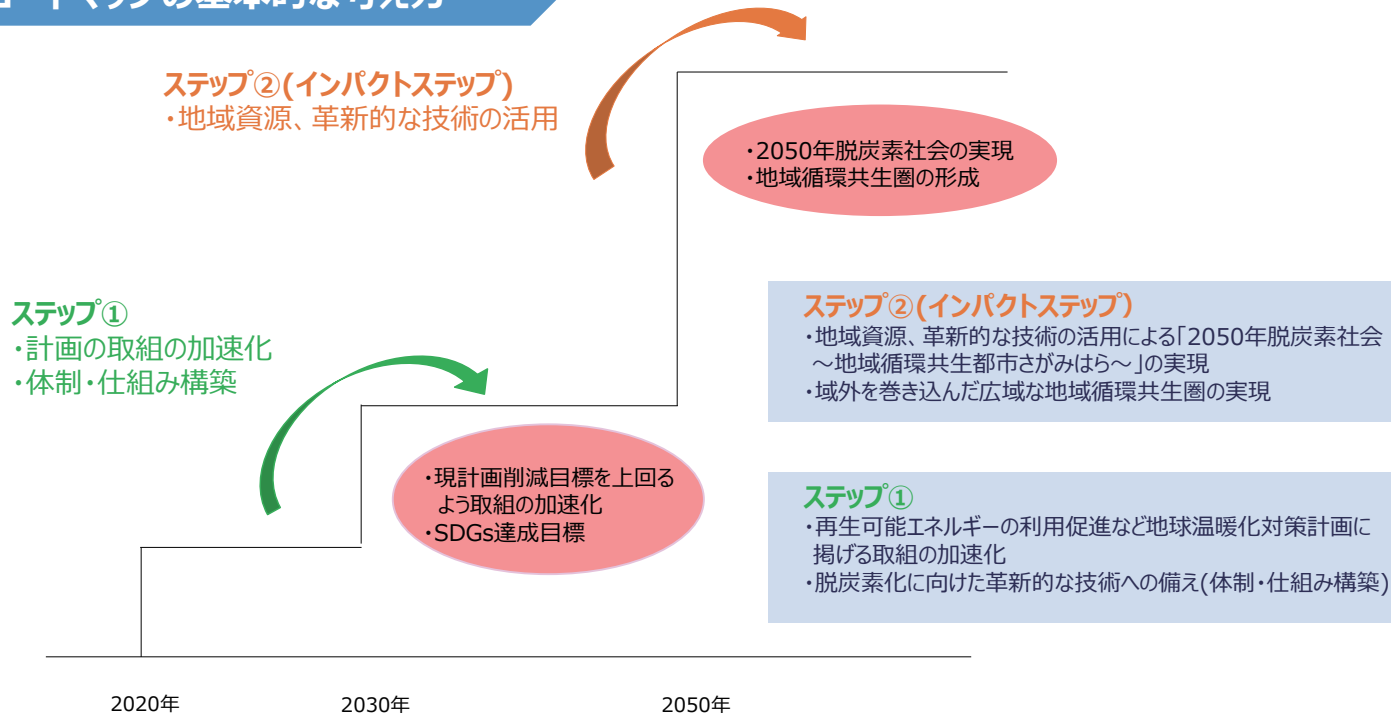 ステップ②(インパクトステップ)
・地域資源、革新的な技術の活用
・2050年脱炭素社会の実現
・地域循環共生圏の形成
ステップ①
・計画の取組の加速化
・体制・仕組み構築
・現計画削減目標を上回る
よう取組の加速化
・SDGs達成目標
ステップ②(インパクトステップ)
・地域資源、革新的な技術の活用による「2050年脱炭素社会
～地域循環共生都市さがみはら～」の実現
・域外を巻き込んだ広域な地域循環共生圏の実現
ステップ①
・再生可能エネルギーの利用促進など地球温暖化対策計画に
掲げる取組の加速化
・脱炭素化に向けた革新的な技術への備え(体制・仕組み構築)
2020年
2030年
2050年